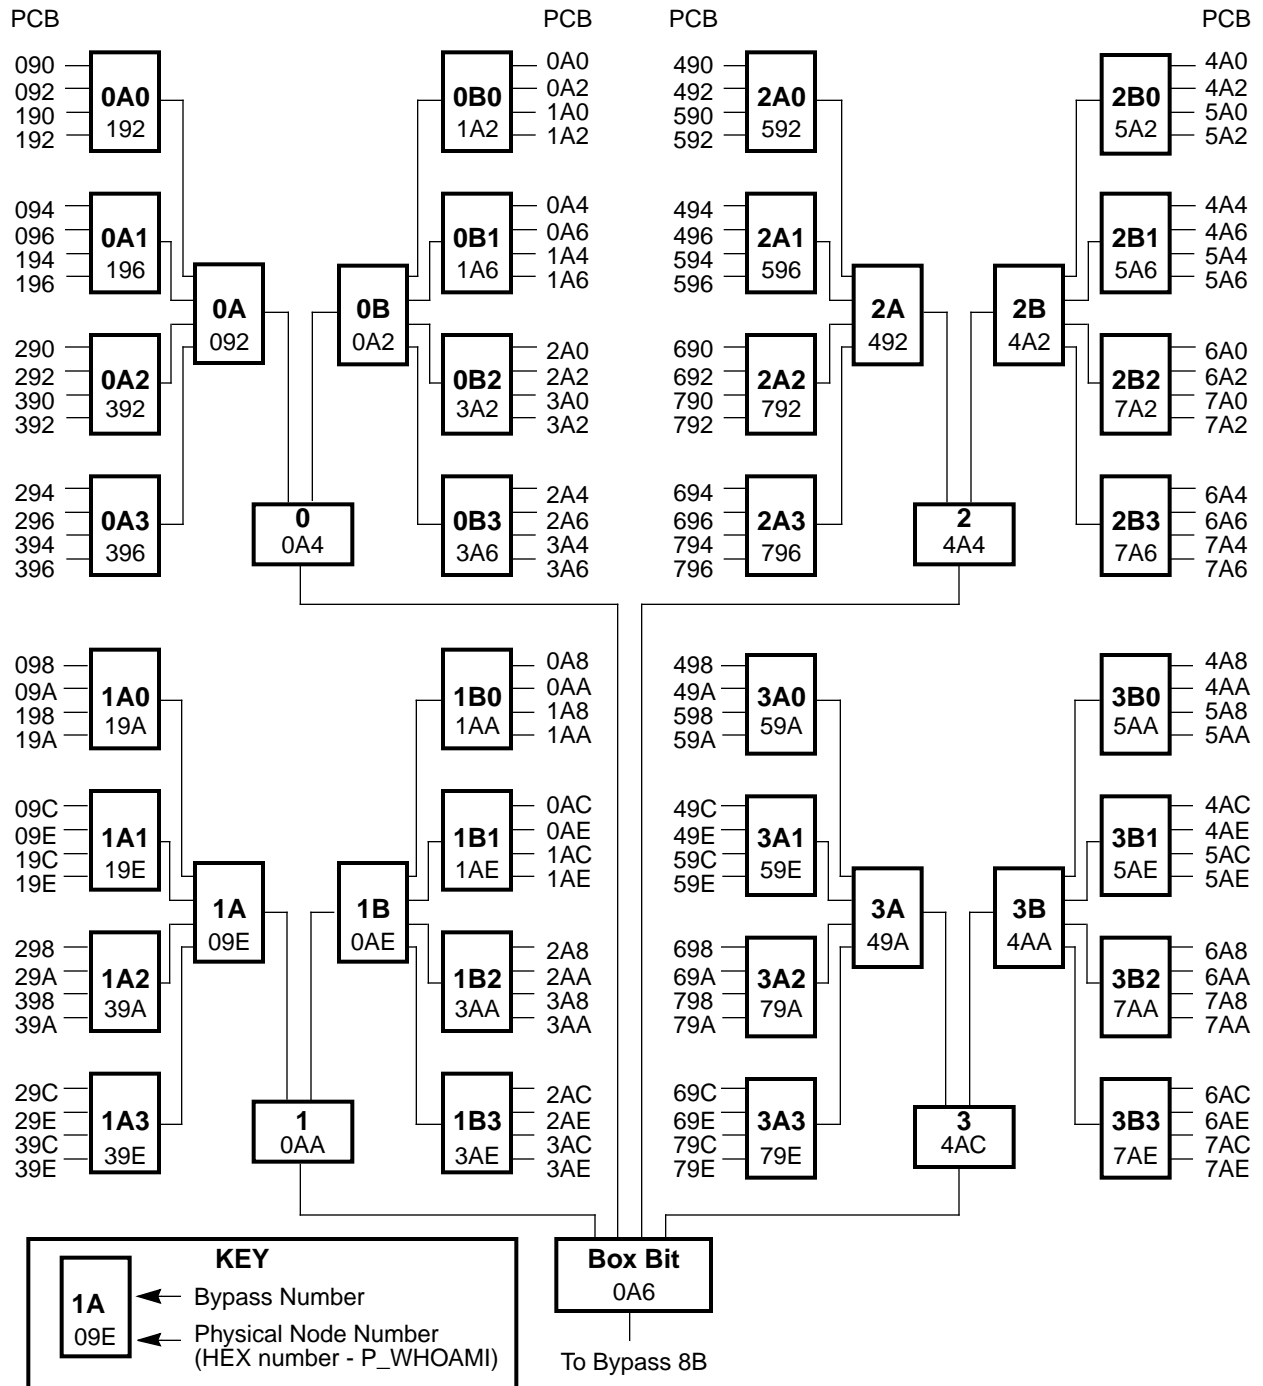 PCB PCB PCB PCB
090
092
190
192
0A0
192
0B0
1A2
0A0
0A2
1A0
1A2
490
492
590
592
2A0
592
2B0
5A2
4A0
4A2
5A0
5A2
094
096
194
196
0A1
196
0B1
1A6
0A4
0A6
1A4
1A6
494
496
594
596
2A1
596
2B1
5A6
4A4
4A6
5A4
5A6
0A
092
0B
0A2
2A
492
2B
4A2
290
292
390
392
0A2
392
0B2
3A2
2A0
2A2
3A0
3A2
690
692
790
792
2A2
792
2B2
7A2
6A0
6A2
7A0
7A2
294
296
394
396
0A3
396
0
0A4
0B3
3A6
2A4
2A6
3A4
3A6
694
696
794
796
2A3
796
2
4A4
2B3
7A6
6A4
6A6
7A4
7A6
098
09A
198
19A
1A0
19A
1B0
1AA
0A8
0AA
1A8
1AA
498
49A
598
59A
3A0
59A
3B0
5AA
4A8
4AA
5A8
5AA
09C
09E
19C
19E
1A1
19E
1B1
1AE
0AC
0AE
1AC
1AE
49C
49E
59C
59E
3A1
59E
3B1
5AE
4AC
4AE
5AC
5AE
1A
09E
1B
0AE
3A
49A
3B
4AA
298
29A
398
39A
1A2
39A
1B2
3AA
2A8
2AA
3A8
3AA
698
69A
798
79A
3A2
79A
3B2
7AA
6A8
6AA
7A8
7AA
29C
29E
39C
39E
1A3
39E
1
0AA
1B3
3AE
2AC
2AE
3AC
3AE
69C
69E
79C
79E
3A3
79E
3
4AC
3B3
7AE
6AC
6AE
7AC
7AE
KEY
1A
09E
Bypass Number
Physical Node Number
(HEX number - P_WHOAMI)
Box Bit
0A6
To Bypass 8B